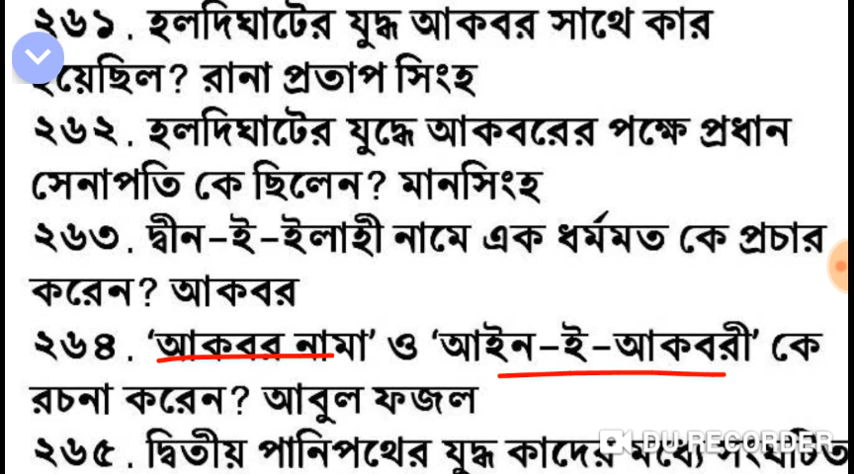 ২৬১. হলদিঘাটের যুদ্ধ আকবর সাথে কার
হয়েছিল? রানা প্রতাপ সিংহ
২৬২. হলদিঘাটের যুদ্ধে আকবরের পক্ষে প্রধান
সেনাপতি কে ছিলেন? মানসিংহ
২৬৩. দ্বীন-ই-ইলাহী নামে এক ধর্মমত কে প্রচার
করেন? আকবর
২৬৪. ‘আকবর নামা’ ও ‘আইন-ই-আকবরী’ কে
রচনা করেন? আবুল ফজল
২৬৫. দ্বিতীয় পানিপথের যুদ্ধ কাদের মধ্যে সংঘটিত
DU RECORDER